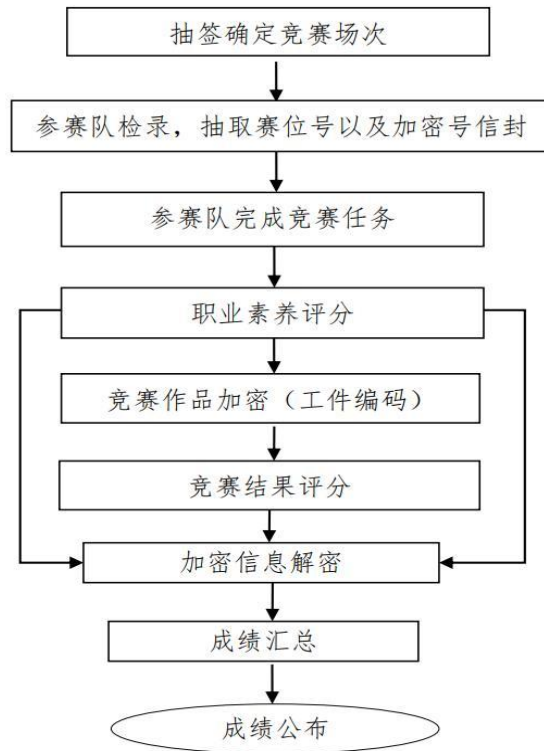 抽签确定竞赛场次
参赛队检录，抽取赛位号以及加密号信封
参赛队完成竞赛任务
职业素养评分
竞赛作品加密（工件编码）
竞赛结果评分
加密信息解密
成绩汇总
成绩公布